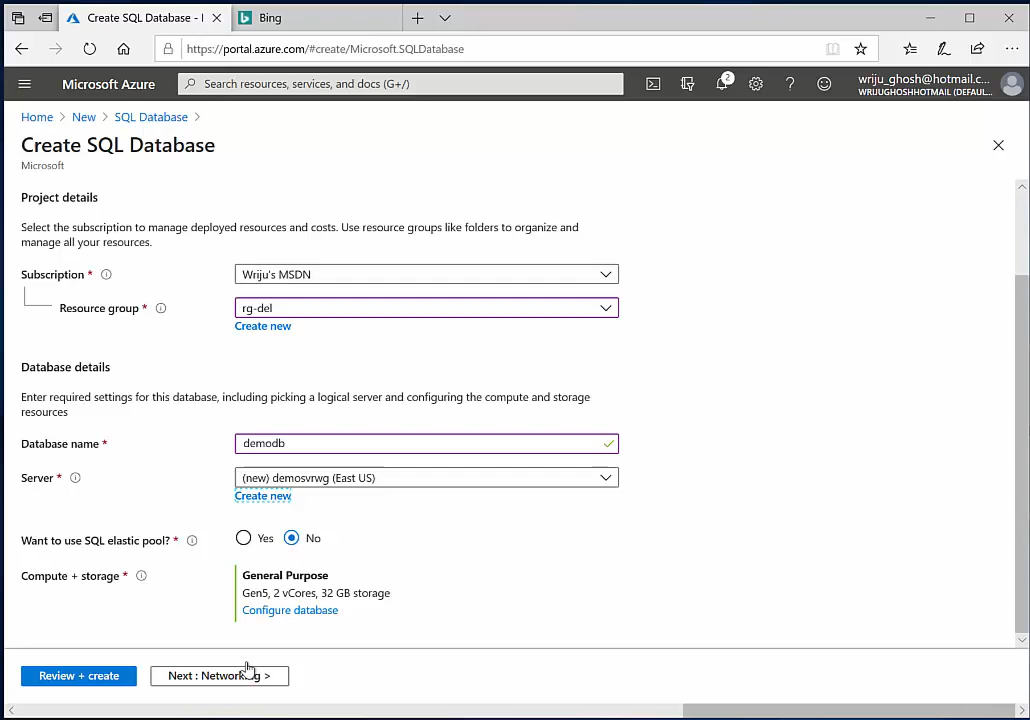 Create SQL Database - I
Bing
https://portal.azure.com/#create/Microsoft.SQLDatabase
Microsoft Azure
Search resources, services, and docs (G+/)
2
wriju_ghosh@hotmail.c...
WRIJUGHOSHHOTMAIL (DEFAUL...
Home > New > SQL Database >
Create SQL Database
Microsoft
Project details
Select the subscription to manage deployed resources and costs. Use resource groups like folders to organize and
manage all your resources.
Subscription *
Wriju's MSDN
Resource group *
rg-del
Create new
Database details
Enter required settings for this database, including picking a logical server and configuring the compute and storage
resources
Database name *
demodb
Server *
(new) demosvrwg (East US)
Create new
Want to use SQL elastic pool? *
Yes No
Compute + storage *
General Purpose
Gen5, 2 vCores, 32 GB storage
Configure database
Review + create
Next : Networking >